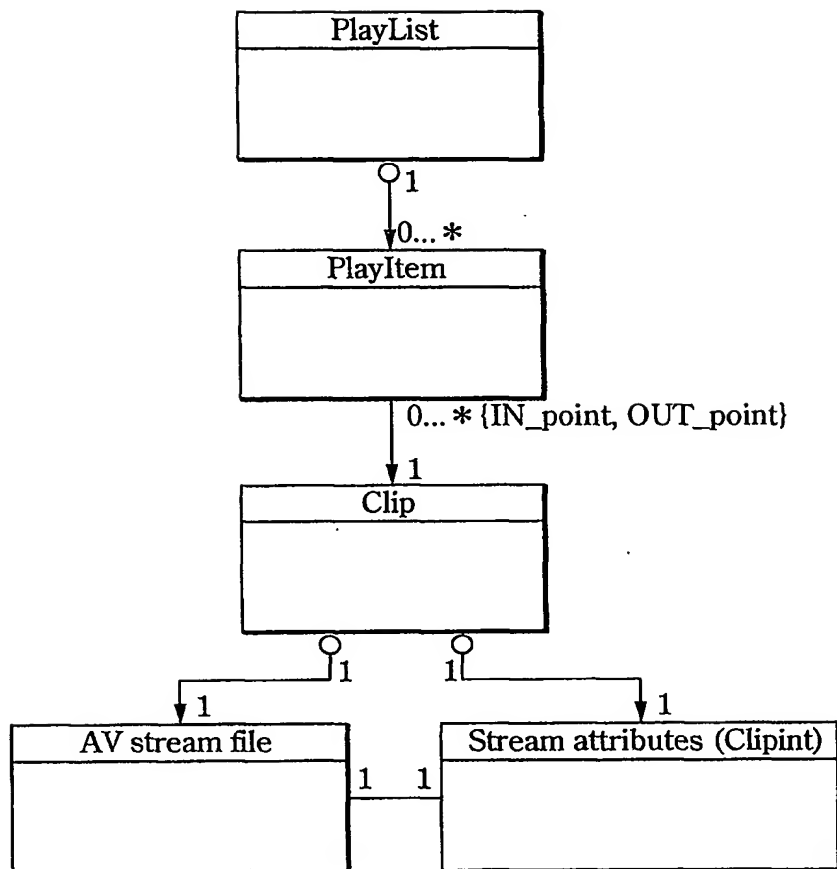 PlayList
1
0... *
PlayItem
0... * {IN_point, OUT_point}
1
Clip
1 1
1 1
AV stream file Stream attributes (Clipint)
1 1